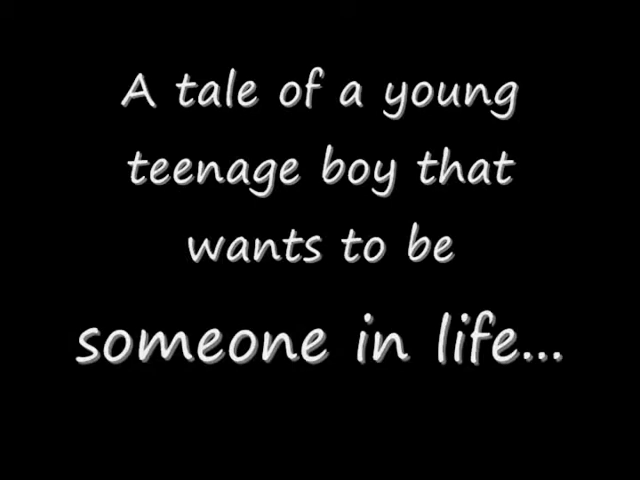 A tale of a young
teenage boy that
wants to be
someone in life...